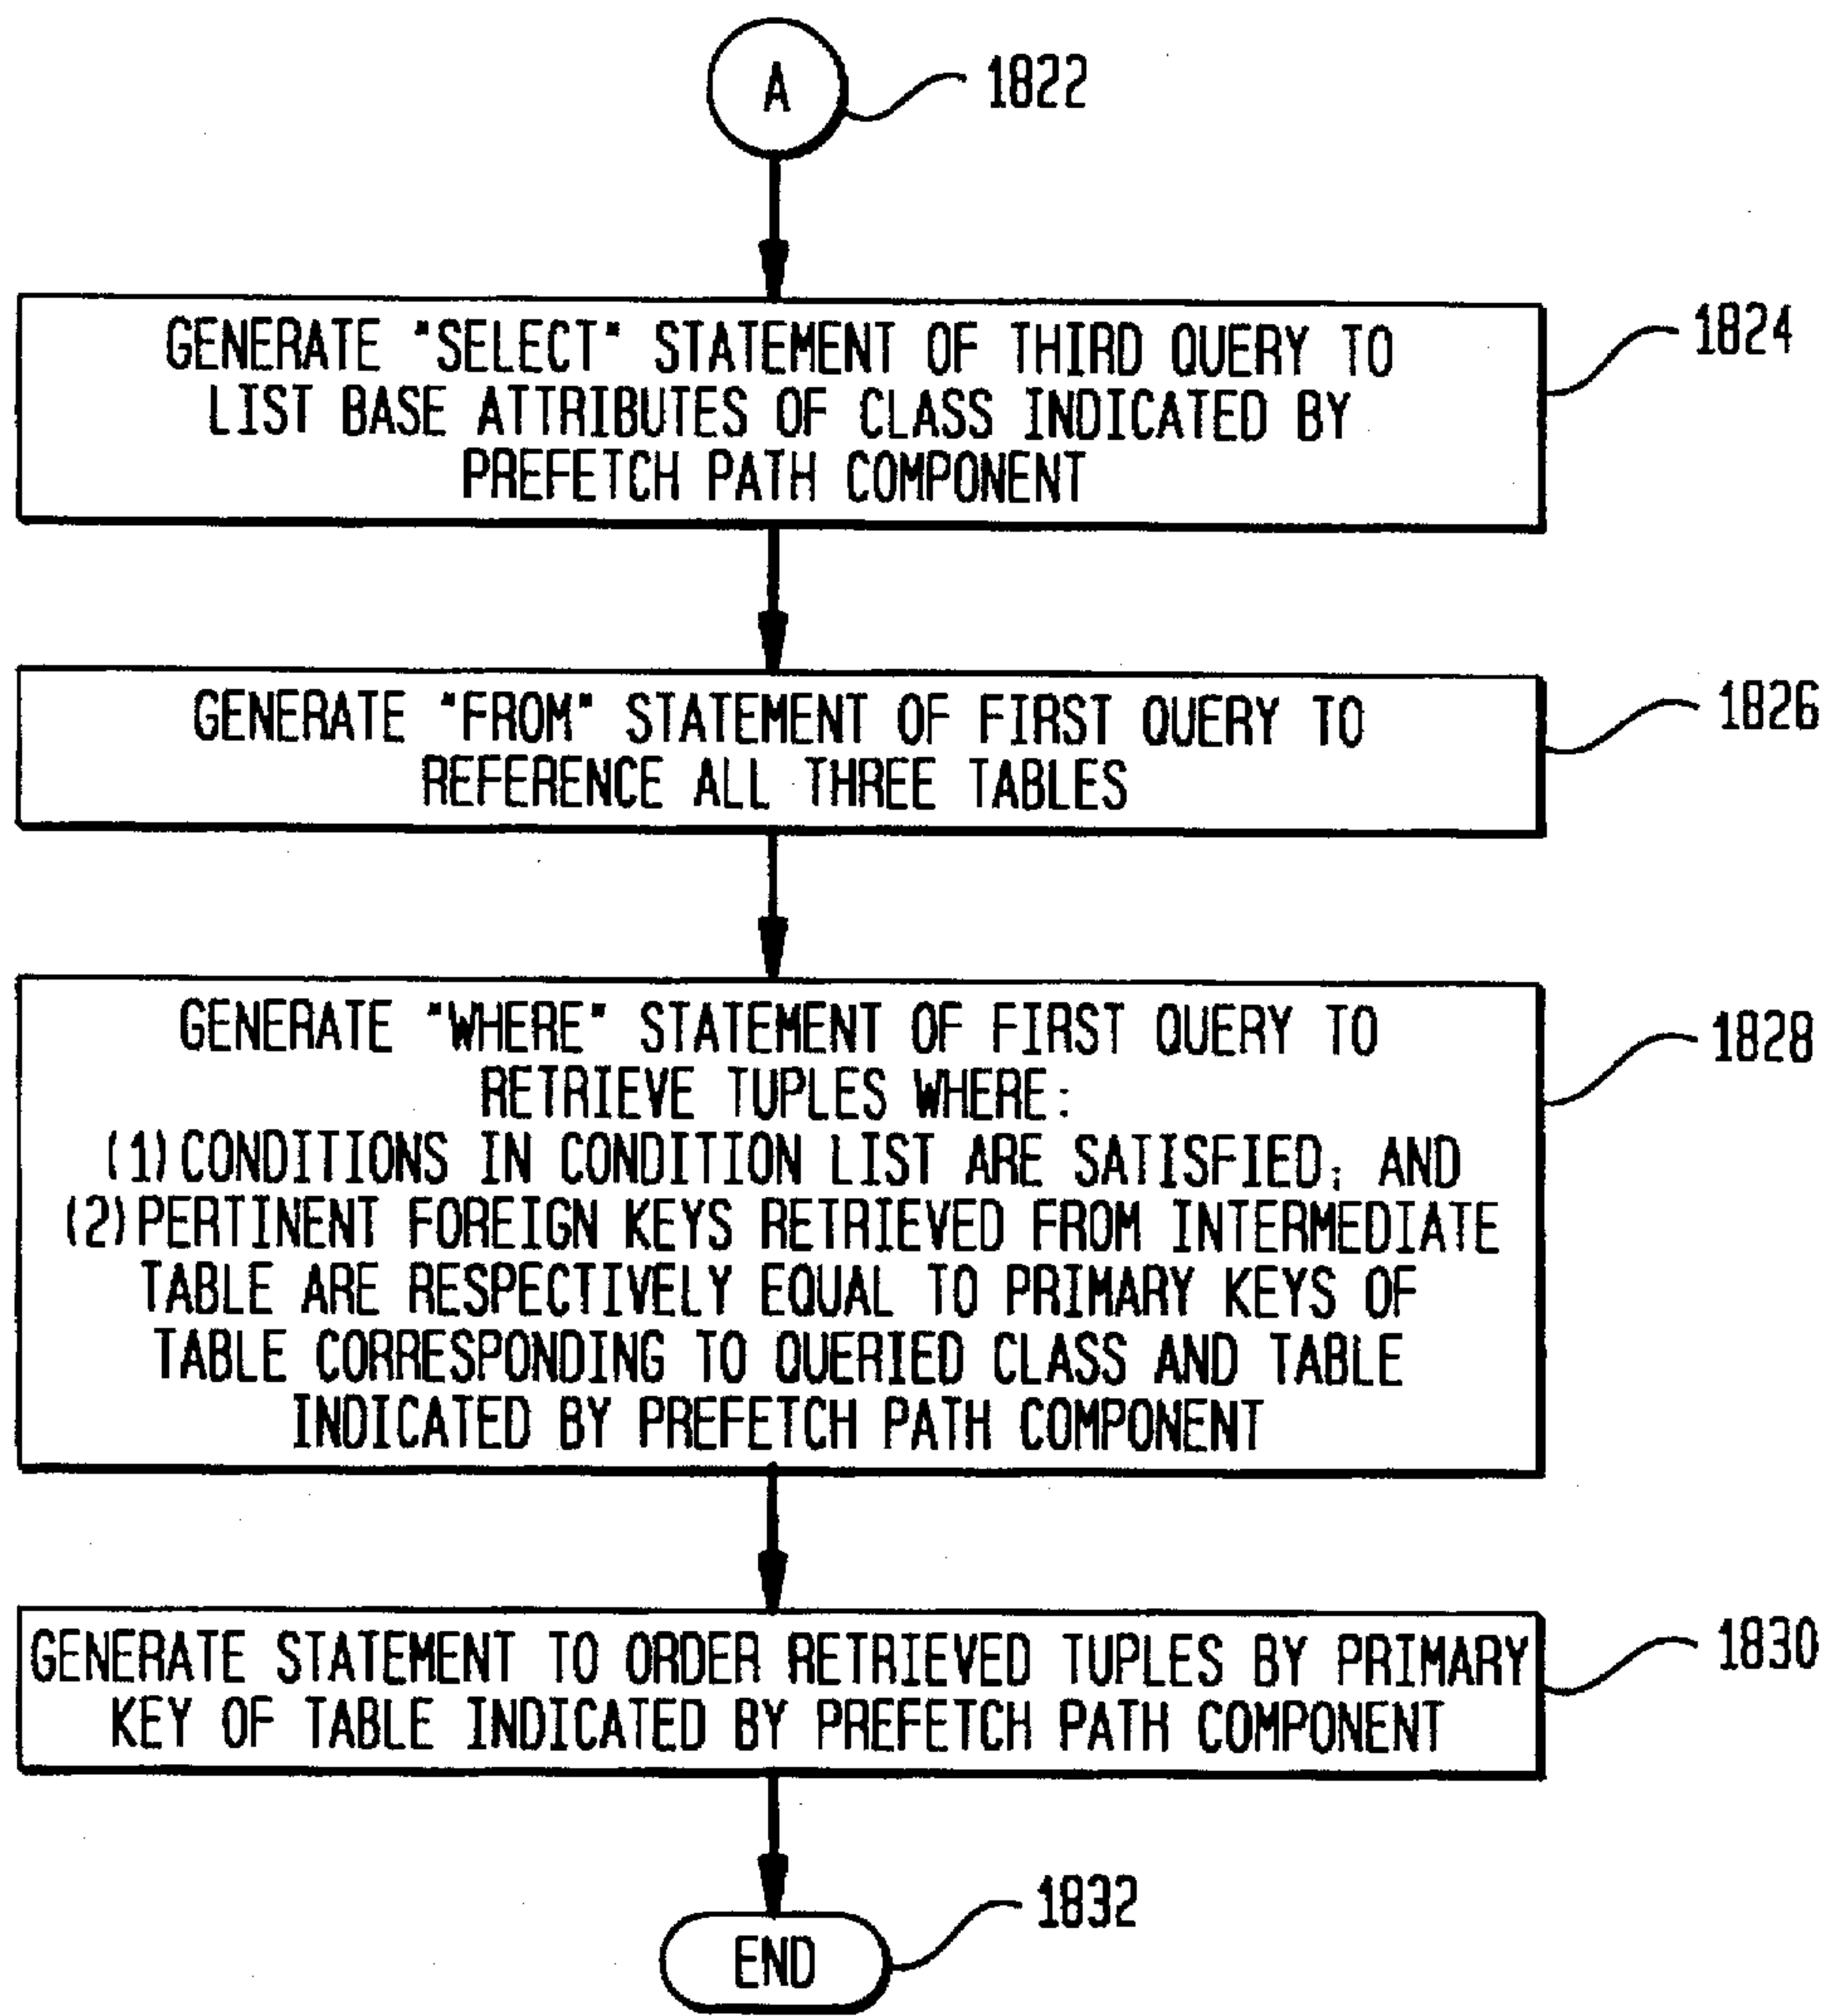 A
1822
GENERATE "SELECT" STATEMENT OF THIRD QUERY TO
LIST BASE ATTRIBUTES OF CLASS INDICATED BY
PREFETCH PATH COMPONENT
1824
GENERATE "FROM" STATEMENT OF FIRST QUERY TO
REFERENCE ALL THREE TABLES
1826
GENERATE "WHERE" STATEMENT OF FIRST QUERY TO
RETRIEVE TUPLES WHERE:
(1) CONDITIONS IN CONDITION LIST ARE SATISFIED; AND
(2) PERTINENT FOREIGN KEYS RETRIEVED FROM INTERMEDIATE
TABLE ARE RESPECTIVELY EQUAL TO PRIMARY KEYS OF
TABLE CORRESPONDING TO QUERIED CLASS AND TABLE
INDICATED BY PREFETCH PATH COMPONENT
1828
GENERATE STATEMENT TO ORDER RETRIEVED TUPLES BY PRIMARY
KEY OF TABLE INDICATED BY PREFETCH PATH COMPONENT
1830
END
1832